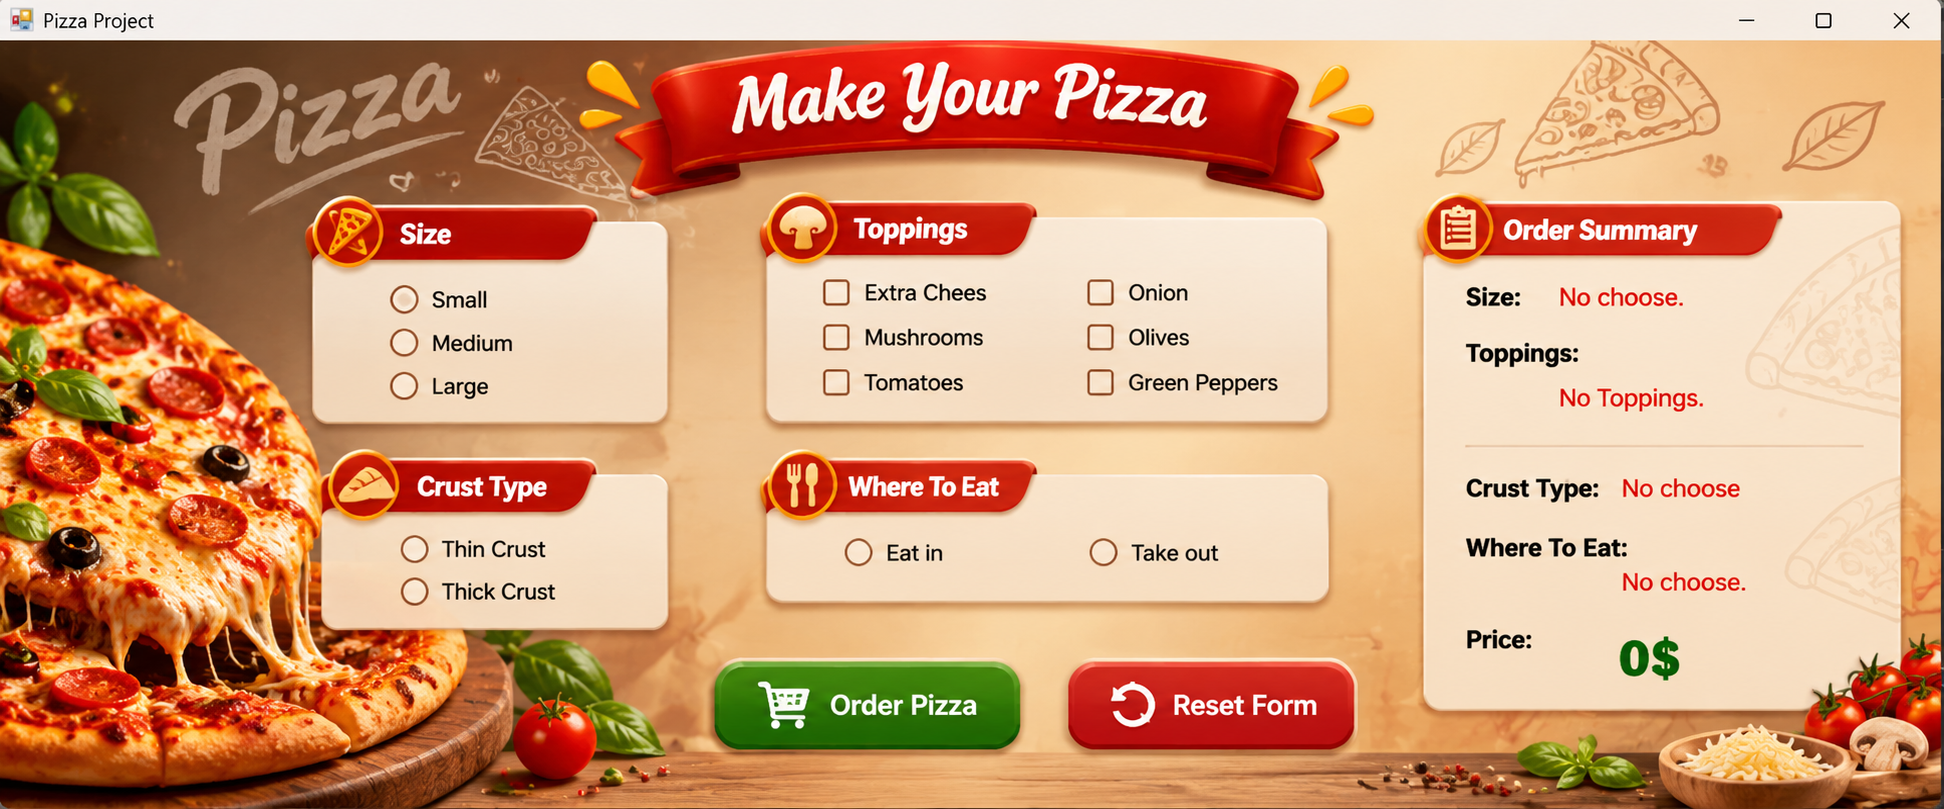 Pizza Project
Pizza
Make Your Pizza
Size
Small
Medium
Large
Toppings
Extra Chees
Onion
Mushrooms
Olives
Tomatoes
Green Peppers
Crust Type
Thin Crust
Thick Crust
Where To Eat
Eat in
Take out
Order Pizza
Reset Form
Order Summary
Size: No choose.
Toppings:
No Toppings.
Crust Type: No choose
Where To Eat:
No choose.
Price: 0$